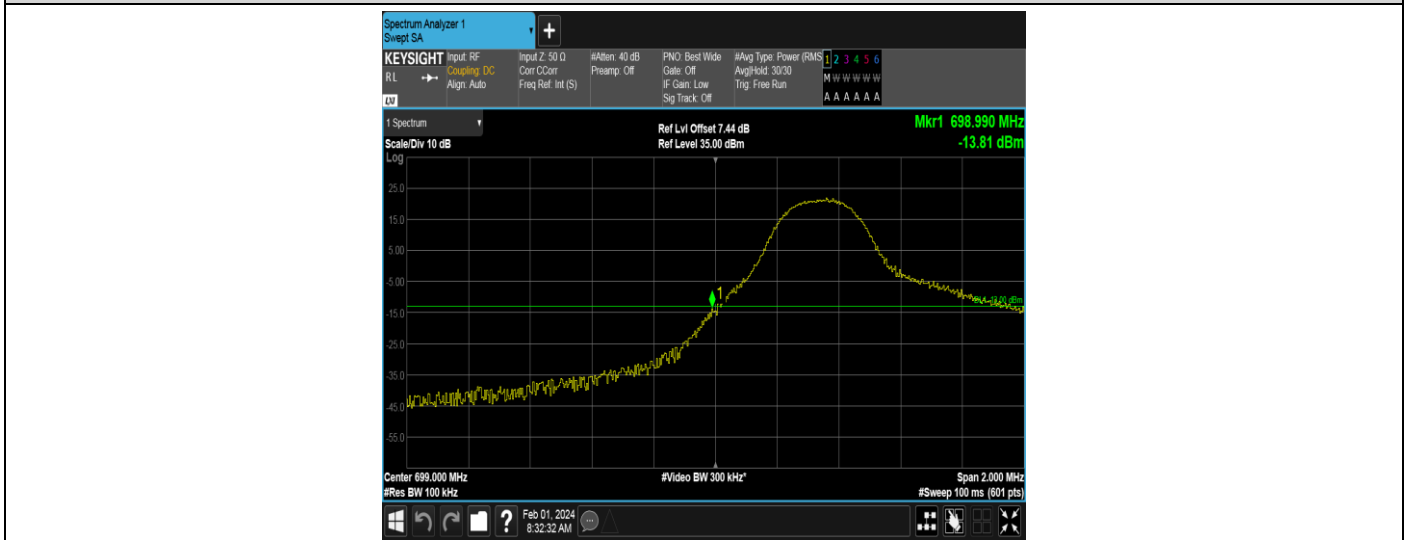 Spectrum Analyzer 1
Swept SA
+
KEYSIGHT
RL
LXI
Input: RF
Coupling: DC
Align: Auto
Input Z: 50 Ω
Corr CCorr
Freq Ref: Int (S)
#Atten: 40 dB
Preamp: Off
PNO: Best Wide
Gate: Off
IF Gain: Low
Sig Track: Off
#Avg Type: Power (RMS
Avg|Hold: 30/30
Trig: Free Run
1 2 3 4 5 6
M W W W W W
A A A A A A
1 Spectrum
Scale/Div 10 dB
Log
Ref Lvl Offset 7.44 dB
Ref Level 35.00 dBm
Mkr1 698.990 MHz
-13.81 dBm
25.0
15.0
5.00
-5.00
-15.0
-25.0
-35.0
-45.0
-55.0
1
Center 699.000 MHz
#Res BW 100 kHz
#Video BW 300 kHz*
Span 2.000 MHz
#Sweep 100 ms (601 pts)
?
Feb 01, 2024
8:32:32 AM